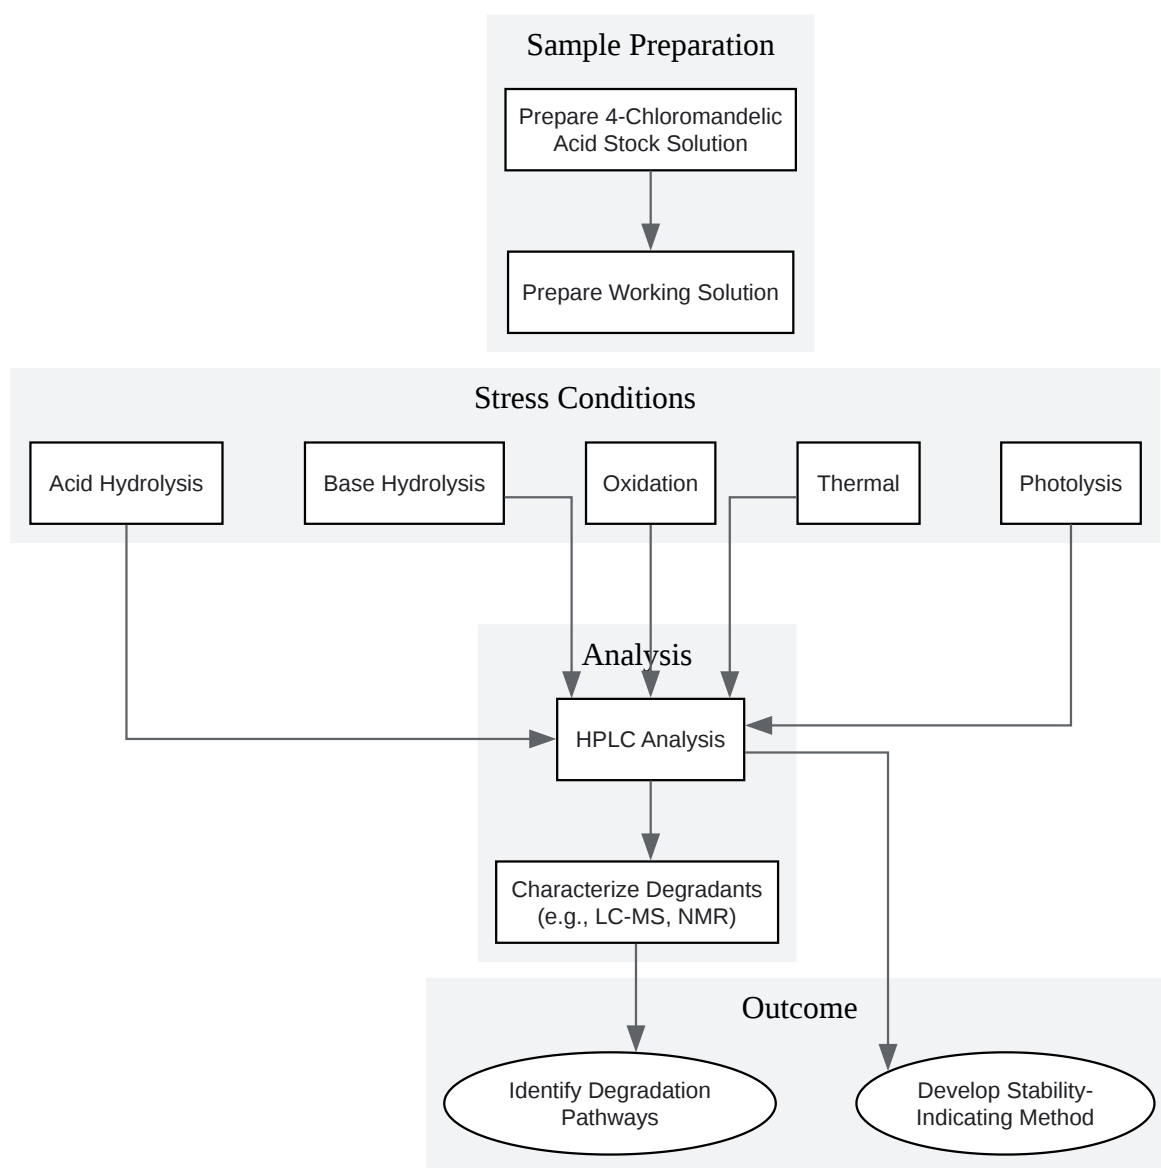 Sample Preparation
Prepare 4-Chloromandelic
Acid Stock Solution
Prepare Working Solution
Stress Conditions
Acid Hydrolysis
Base Hydrolysis
Oxidation
Thermal
Photolysis
Analysis
HPLC Analysis
Characterize Degradants
(e.g., LC-MS, NMR)
Outcome
Identify Degradation
Pathways
Develop Stability-
Indicating Method